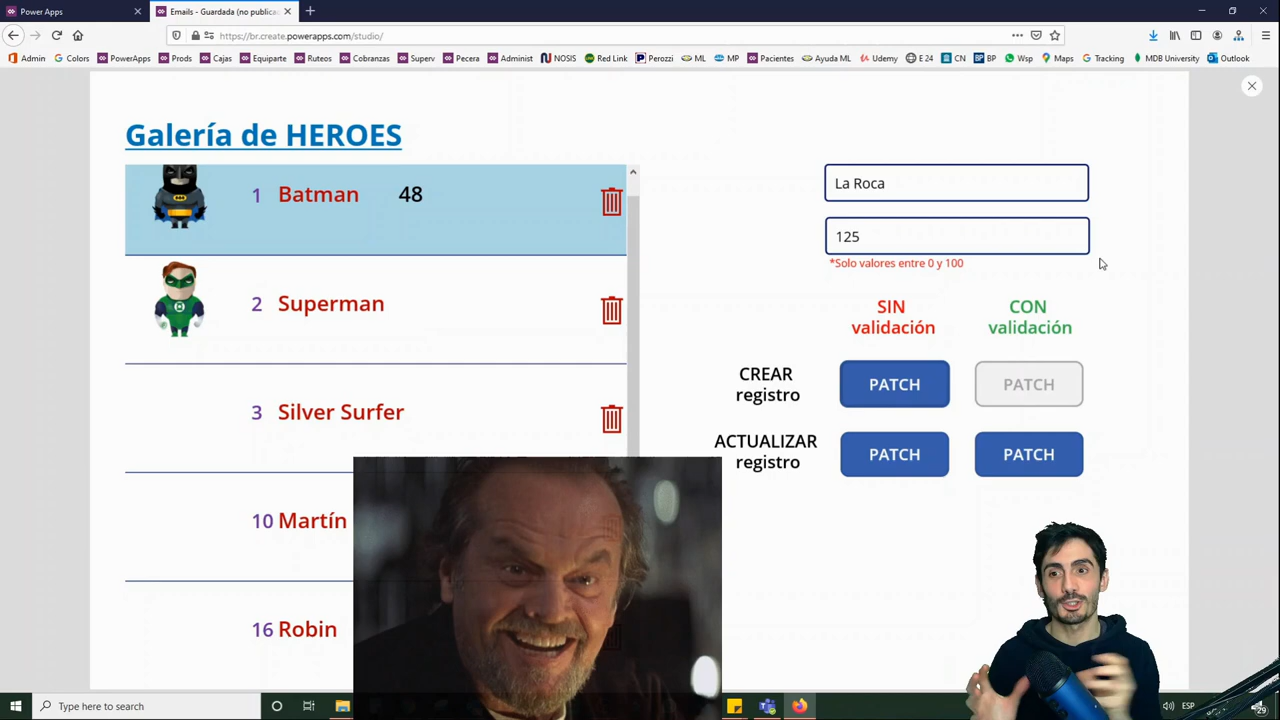 Power Apps
Emails - Guardada (no publica
https://br.create.powerapps.com/studio/
Admin Colors PowerApps Prods Cajas Equiparte Ruteos Cobranzas Superv Pecera Administ NOSIS Red Link Perozzi ML MP Pacientes Ayuda ML Udemy E 24 CN BP Wsp Maps Tracking MDB University Outlook
Galería de HEROES
1 Batman 48
2 Superman
3 Silver Surfer
10 Martín
16 Robin
La Roca
125
*Solo valores entre 0 y 100
SIN
validación
CON
validación
CREAR
registro
PATCH
PATCH
ACTUALIZAR
registro
PATCH
PATCH
Type here to search
ESP